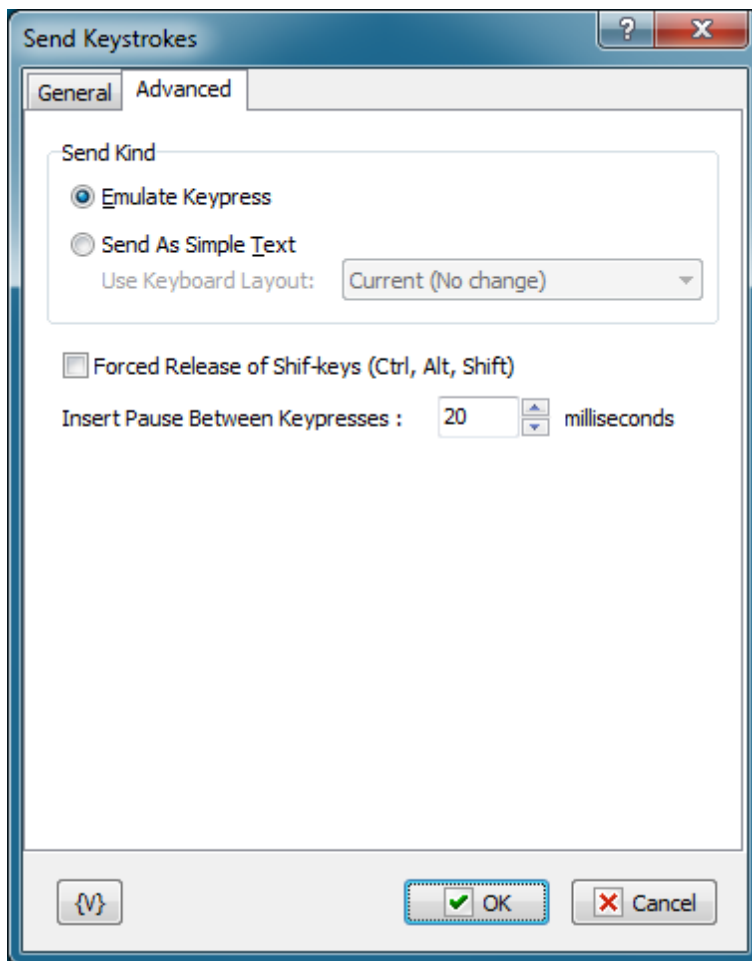 Send Keystrokes
General Advanced
Send Kind
Emulate Keypress
Send As Simple Text
Use Keyboard Layout: Current (No change)
Forced Release of Shif-keys (Ctrl, Alt, Shift)
Insert Pause Between Keypresses : 20 milliseconds
{V} OK Cancel